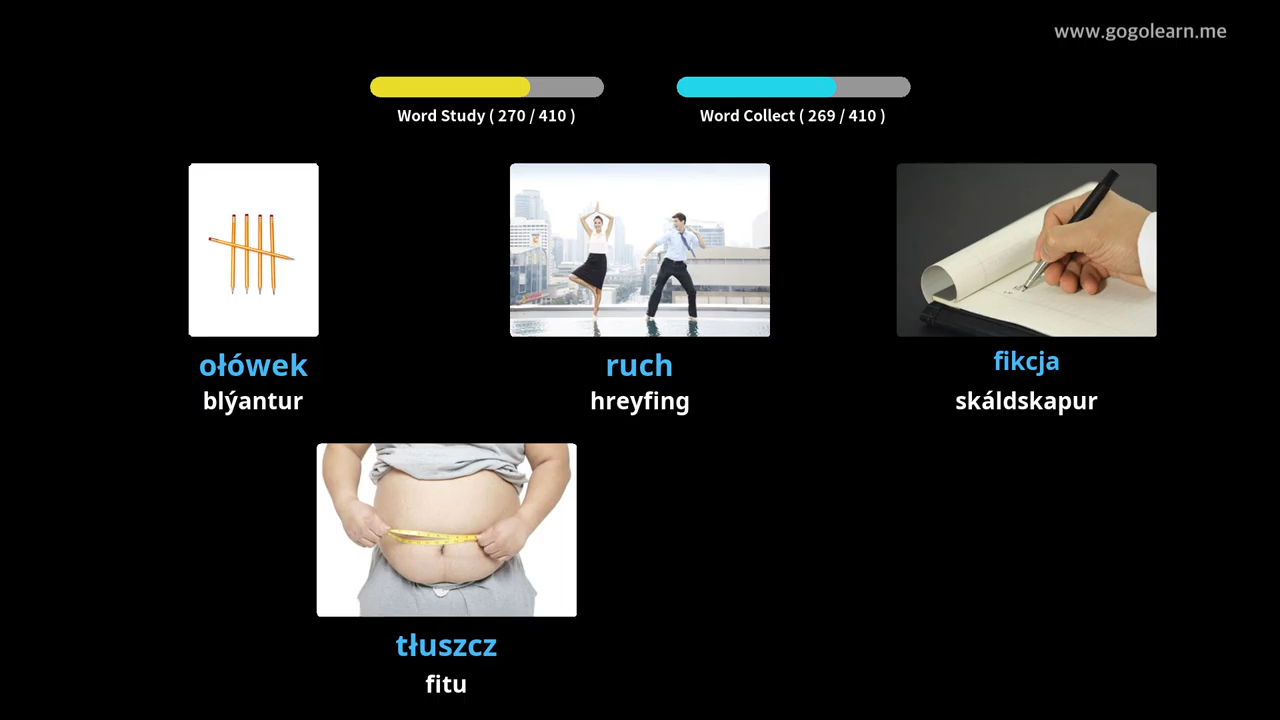 www.gogolearn.me
Word Study ( 270 / 410 )
Word Collect ( 269 / 410 )
ołówek
blýantur
ruch
hreyfing
fikcja
skáldskapur
tłuszcz
fitu